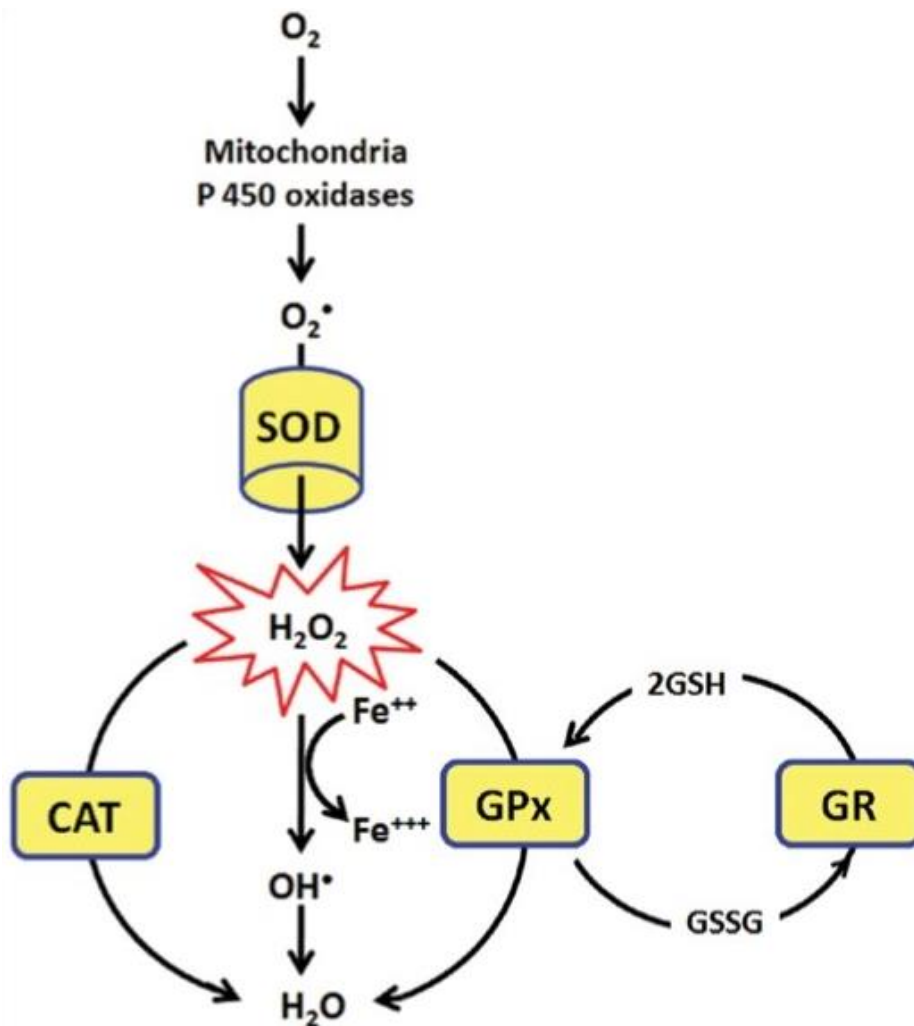 O₂
Mitochondria
P 450 oxidases
O₂•
SOD
H₂O₂
Fe⁺⁺
2GSH
CAT
Fe⁺⁺⁺
GPx
GR
OH•
GSSG
H₂O